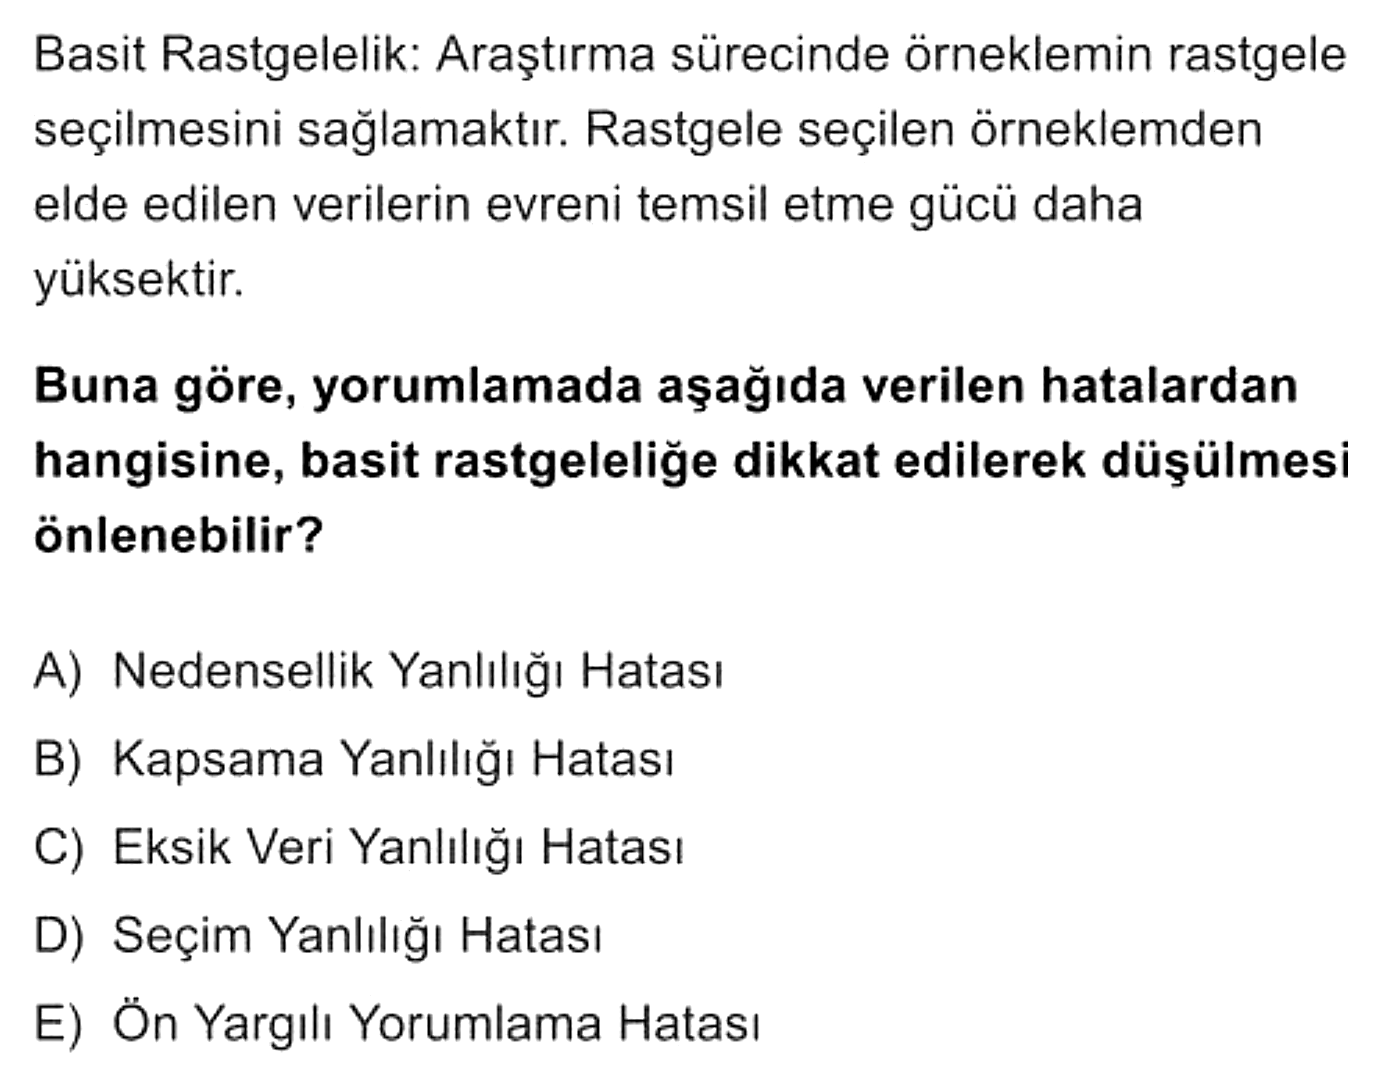 Basit Rastgelelik: Araştırma sürecinde örneklemin rastgele
seçilmesini sağlamaktır. Rastgele seçilen örneklemden
elde edilen verilerin evreni temsil etme gücü daha
yüksektir.
Buna göre, yorumlamada aşağıda verilen hatalardan
hangisine, basit rastgeleliğe dikkat edilerek düşülmesi
önlenebilir?
A) Nedensellik Yanlılığı Hatası
B) Kapsama Yanlılığı Hatası
C) Eksik Veri Yanlılığı Hatası
D) Seçim Yanlılığı Hatası
E) Ön Yargılı Yorumlama Hatası